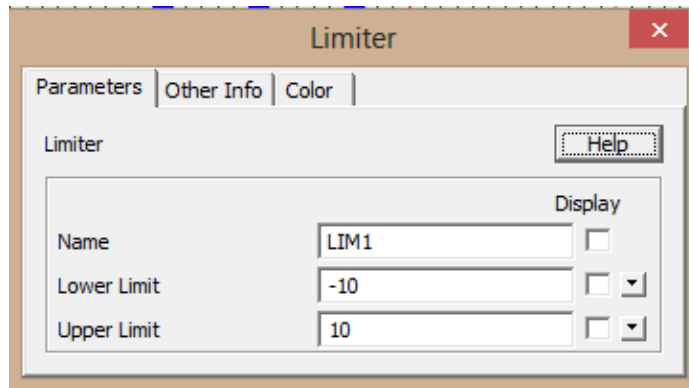 Limiter
Parameters Other Info Color
Limiter Help
Display
Name LIM1
Lower Limit -10
Upper Limit 10